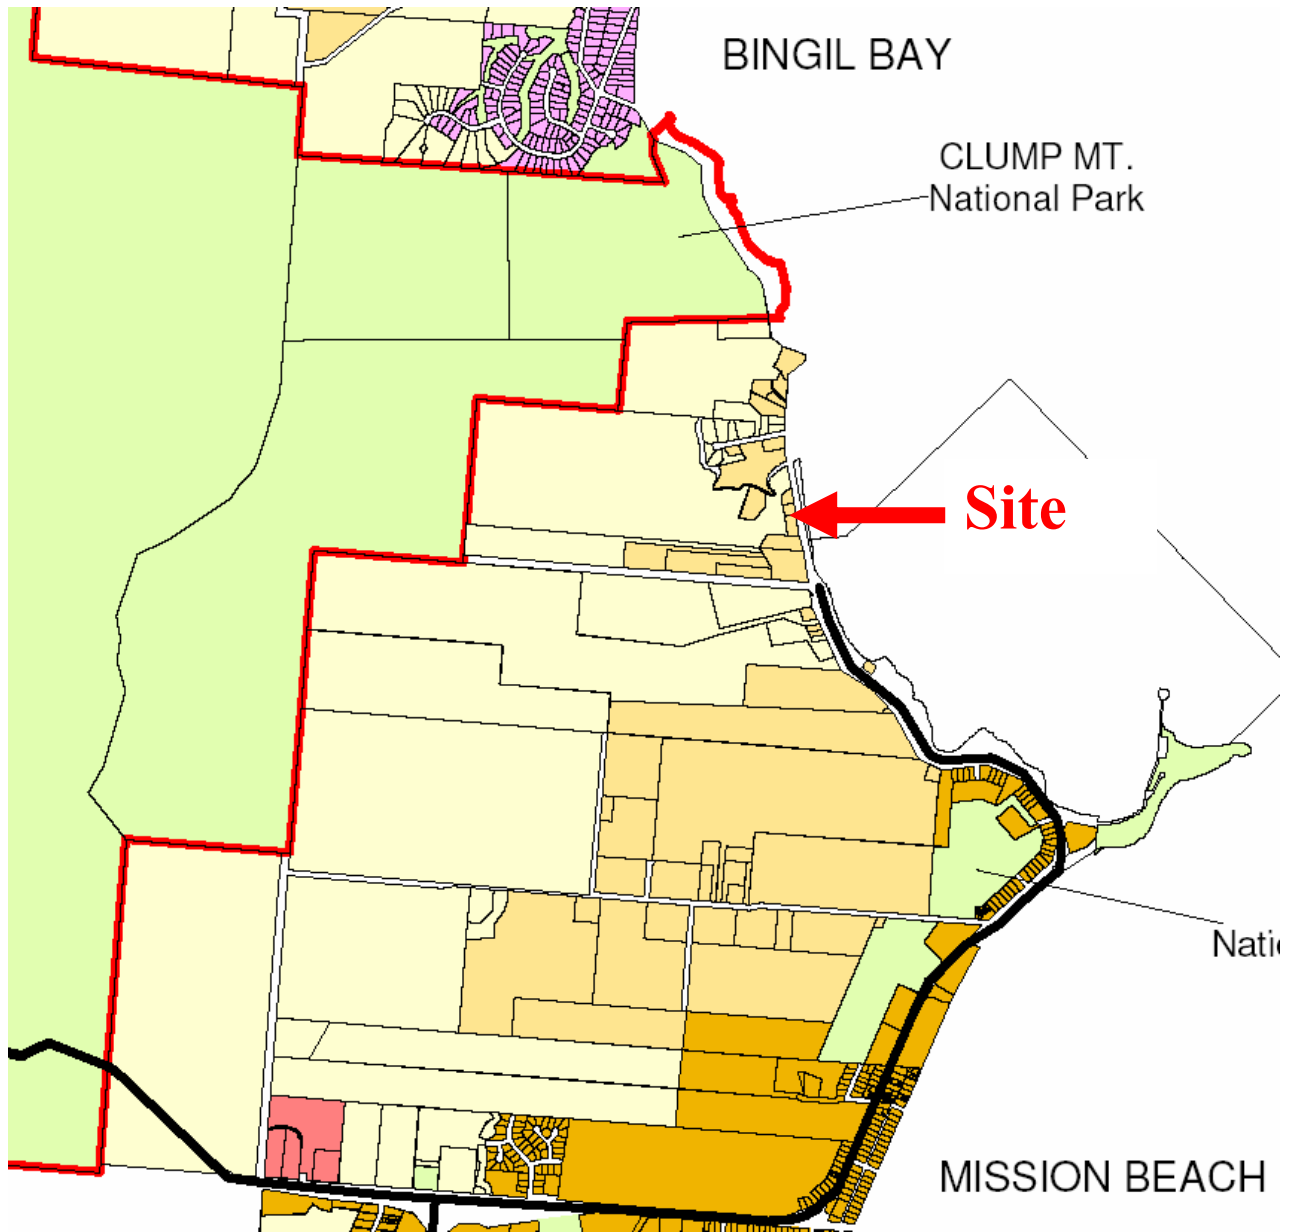 BINGIL BAY
CLUMP MT.
National Park
Site
MISSION BEACH